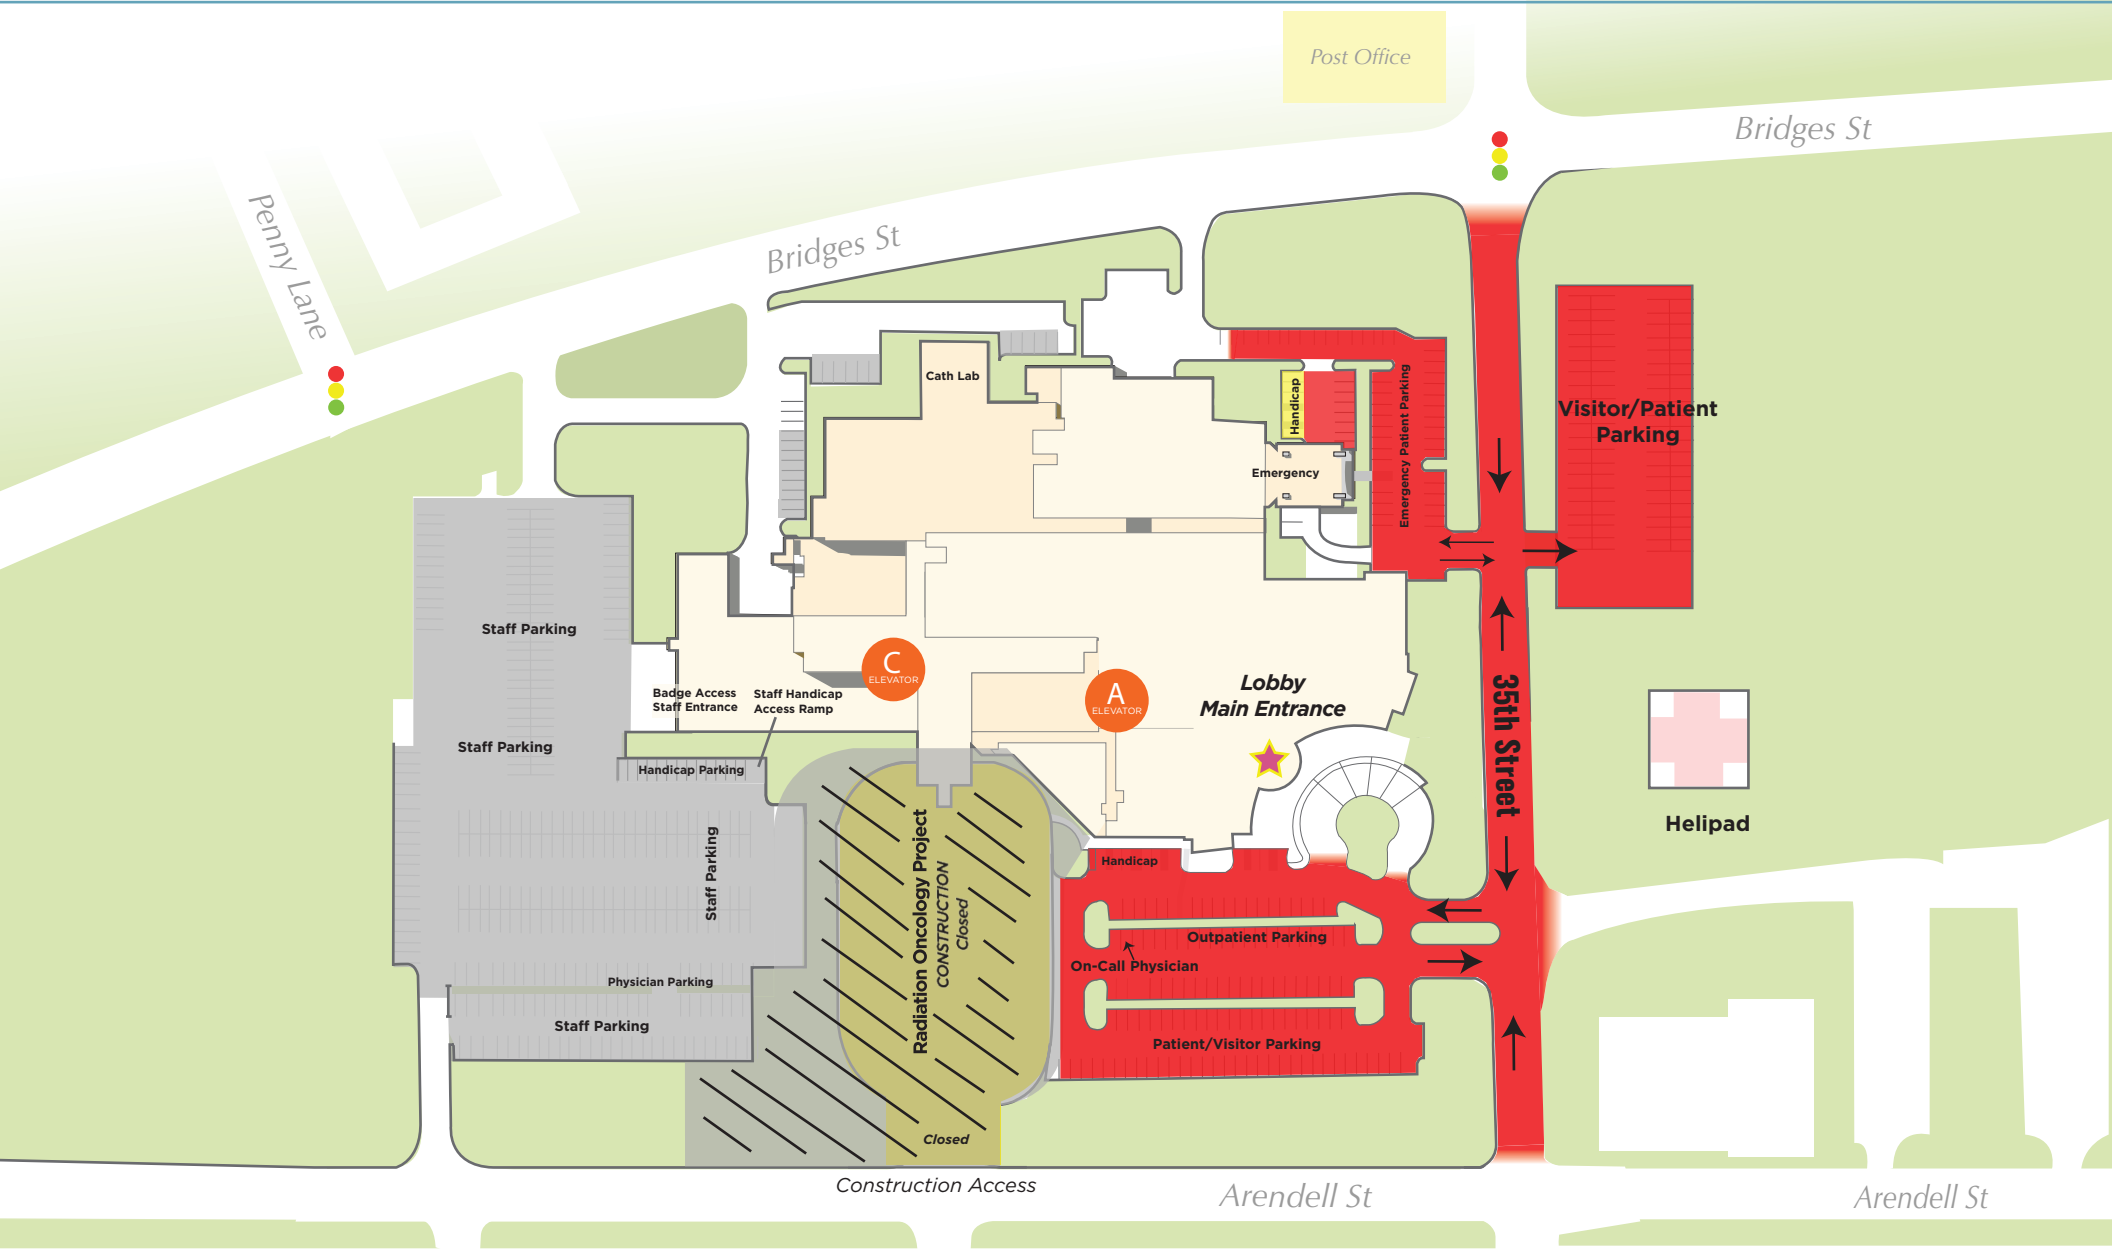 Post Office
Bridges St
Penny Lane
Bridges St
Cath Lab
Handicap
Emergency Patient Parking
Visitor/Patient
Parking
Emergency
Staff Parking
C
ELEVATOR
A
ELEVATOR
Lobby
Main Entrance
35th Street
Badge Access
Staff Entrance
Staff Handicap
Access Ramp
Staff Parking
Handicap Parking
Helipad
Staff Parking
Radiation Oncology Project
CONSTRUCTION
Closed
Handicap
Outpatient Parking
On-Call Physician
Physician Parking
Staff Parking
Patient/Visitor Parking
Closed
Construction Access
Arendell St
Arendell St